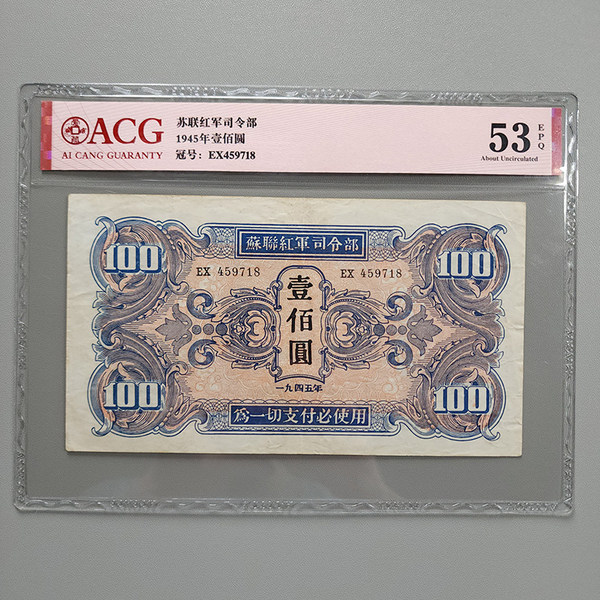 ACG
AI CANG GUARANTY
苏联红军司令部
1945年壹佰圆
冠号：EX459718
53
EPQ
About Uncirculated
蘇聯紅軍司令部
100
100
EX 459718
EX 459718
壹佰圓
一九四五年
100
100
為一切支付必使用